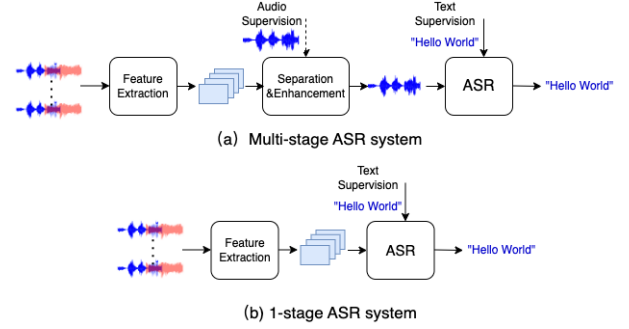 Audio
Supervision
Text
Supervision
"Hello World"
Feature
Extraction
Separation
&Enhancement
ASR
"Hello World"
(a) Multi-stage ASR system
Text
Supervision
"Hello World"
Feature
Extraction
ASR
"Hello World"
(b) 1-stage ASR system